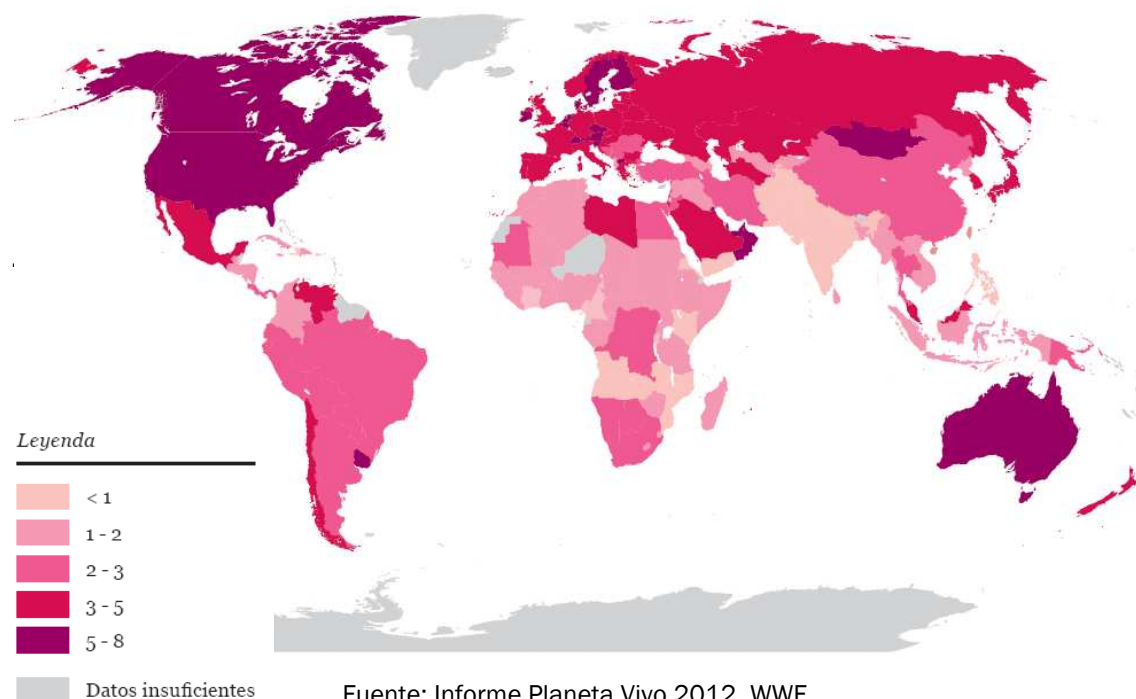 Leyenda
< 1
1 - 2
2 - 3
3 - 5
5 - 8
Datos insuficientes
Fuente: Informe Planeta Vivo 2012. WWF